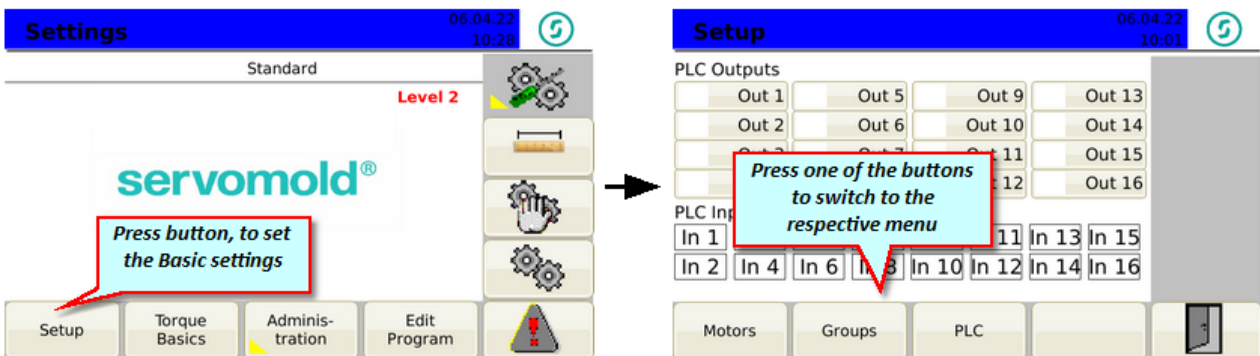 Settings
06.04.22
10:28
Standard
Level 2
servomold®
Press button, to set
the Basic settings
Setup
Torque
Basics
Adminis-
tration
Edit
Program
Setup
06.04.22
10:01
PLC Outputs
Out 1 Out 5 Out 9 Out 13
Out 2 Out 6 Out 10 Out 14
11 Out 15
12 Out 16
Press one of the buttons
to switch to the
respective menu
PLC Inp
In 1 11 In 13 In 15
In 2 In 4 In 6 8 In 10 In 12 In 14 In 16
Motors
Groups
PLC